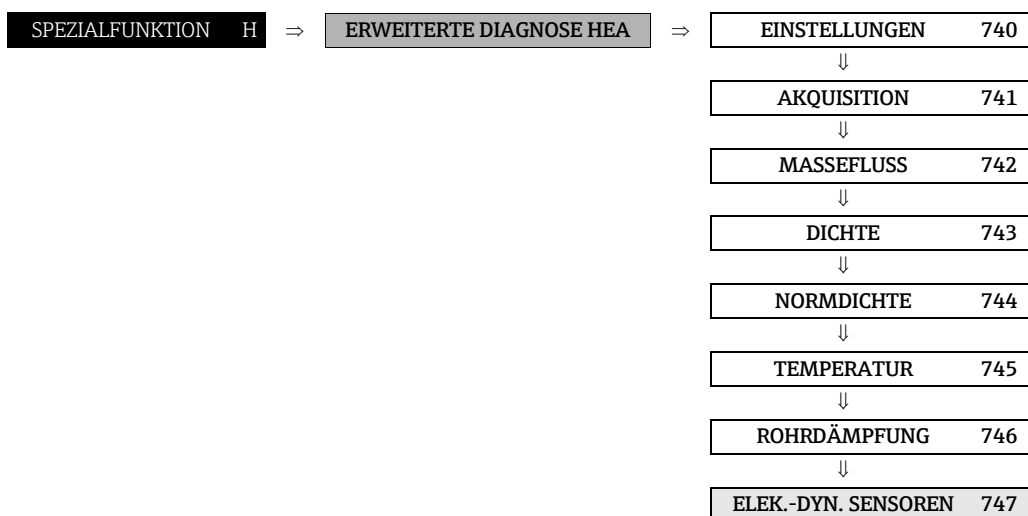 SPEZIALFUNKTION H ⇒ ERWEITERTE DIAGNOSE HEA ⇒ EINSTELLUNGEN 740
⇓
AKQUISITION 741
⇓
MASSEFLUSS 742
⇓
DICHTE 743
⇓
NORMDICHTE 744
⇓
TEMPERATUR 745
⇓
ROHRDÄMPFUNG 746
⇓
ELEK.-DYN. SENSOREN 747